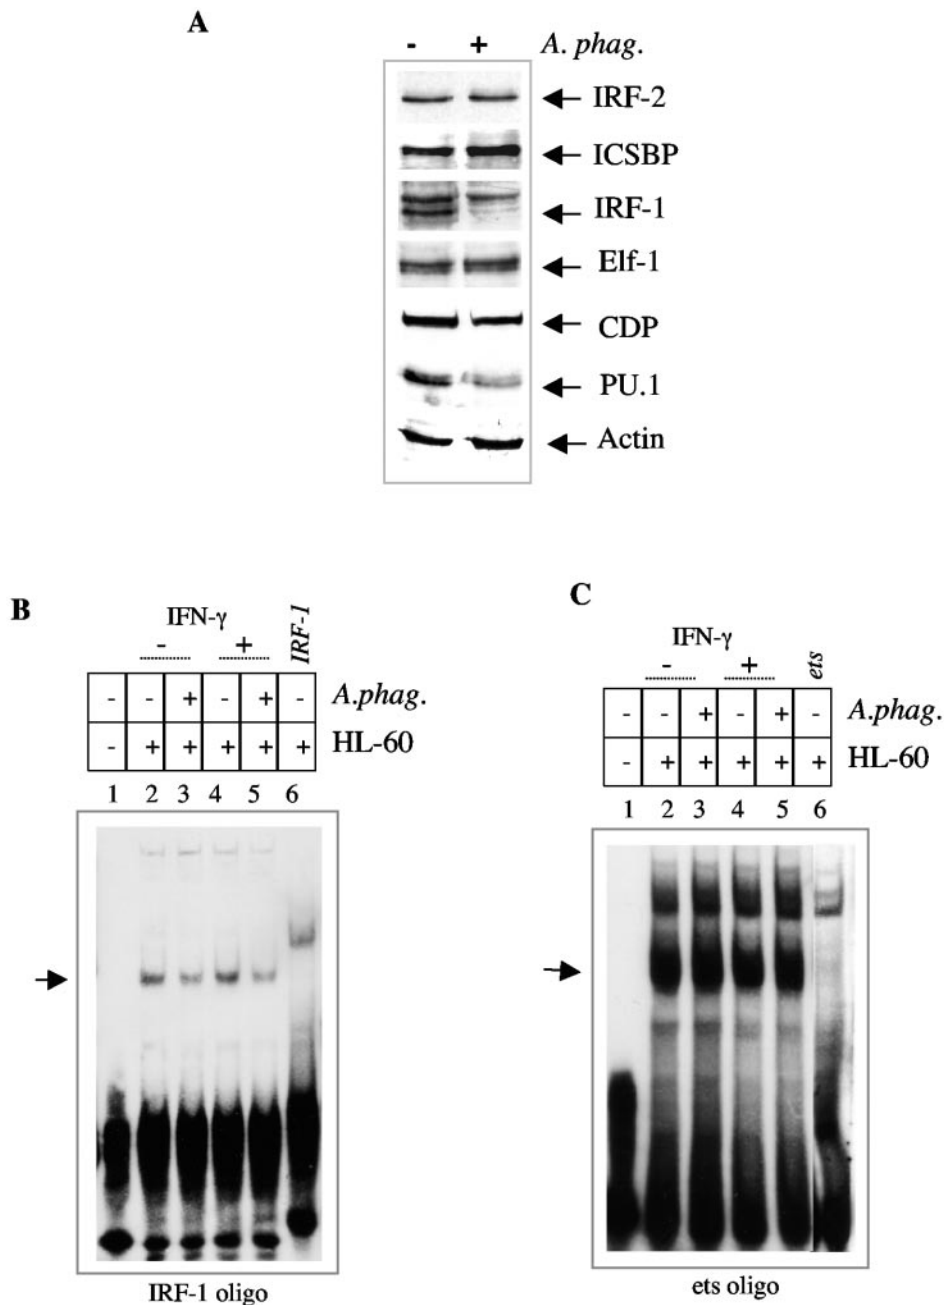 A
- + A. phag.
IRF-2
ICSBP
IRF-1
Elf-1
CDP
PU.1
Actin
B
IFN-γ
- +
IRF-1
- - + - + - A.phag.
- + + + + + HL-60
1 2 3 4 5 6
IRF-1 oligo
C
IFN-γ
- +
ets
- - + - + - A.phag.
- + + + + + HL-60
1 2 3 4 5 6
ets oligo